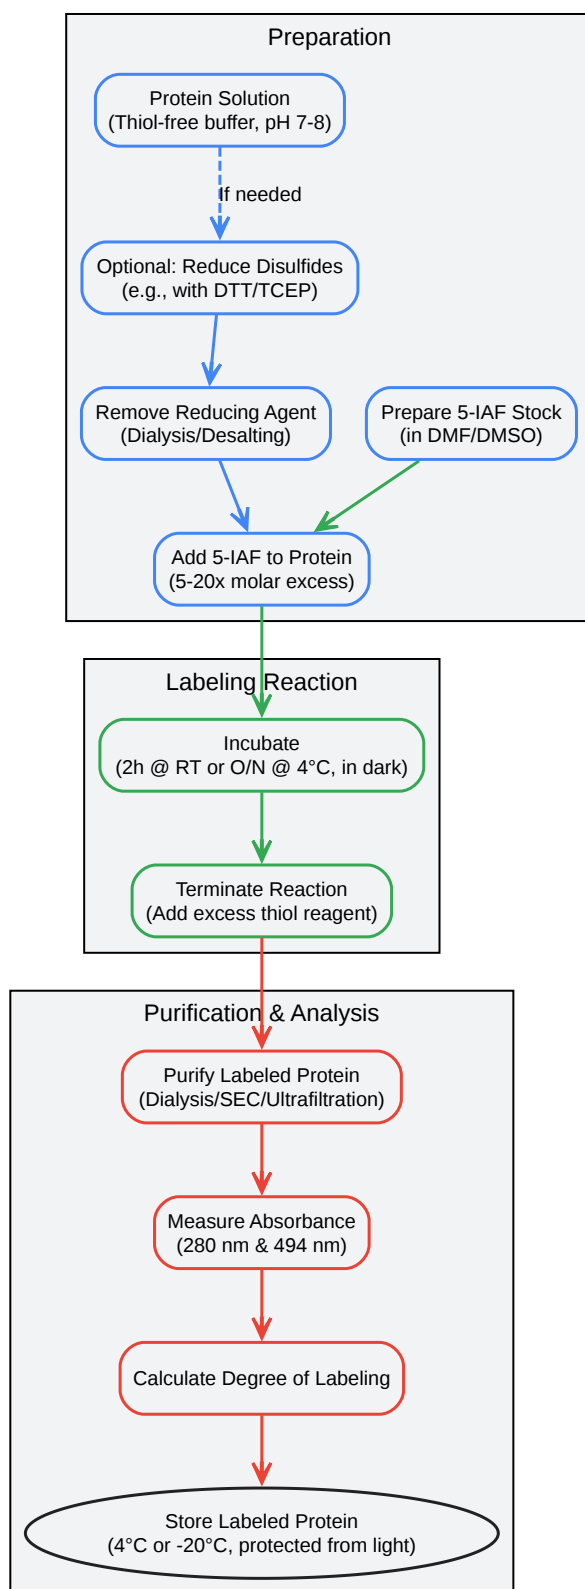 Preparation
Protein Solution
(Thiol-free buffer, pH 7-8)
If needed
Optional: Reduce Disulfides
(e.g., with DTT/TCEP)
Remove Reducing Agent
(Dialysis/Desalting)
Prepare 5-IAF Stock
(in DMF/DMSO)
Add 5-IAF to Protein
(5-20x molar excess)
Labeling Reaction
Incubate
(2h @ RT or O/N @ 4°C, in dark)
Terminate Reaction
(Add excess thiol reagent)
Purification & Analysis
Purify Labeled Protein
(Dialysis/SEC/Ultrafiltration)
Measure Absorbance
(280 nm & 494 nm)
Calculate Degree of Labeling
Store Labeled Protein
(4°C or -20°C, protected from light)